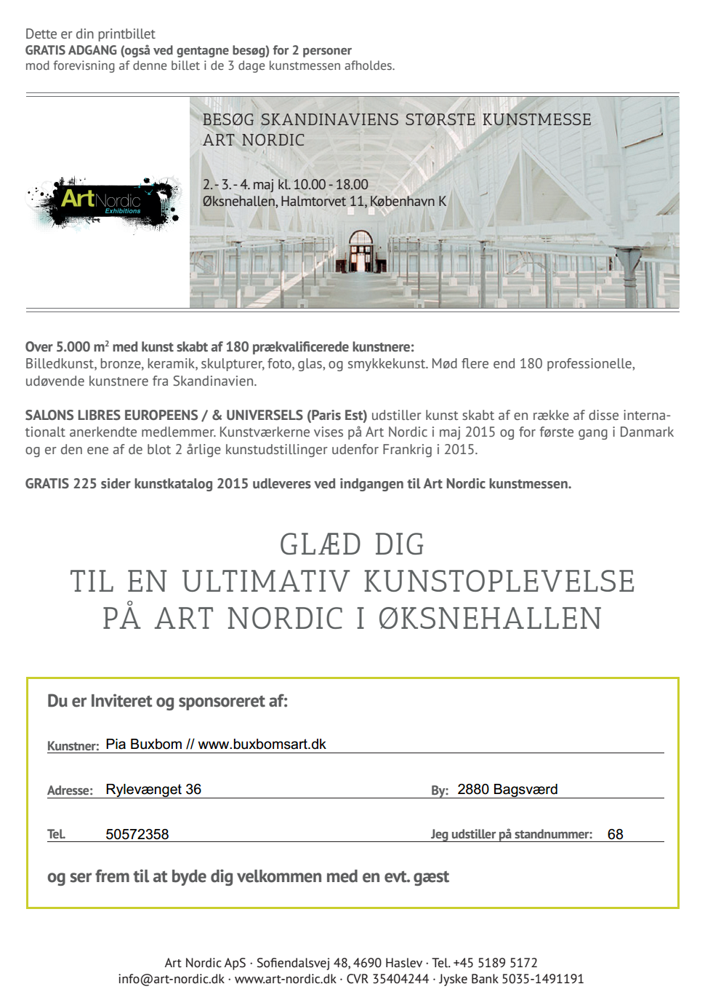 Dette er din printbillet
GRATIS ADGANG (også ved gentagne besøg) for 2 personer
mod forevisning af denne billet i de 3 dage kunstmessen afholdes.
BESØG SKANDINAVIENS STØRSTE KUNSTMESSE
ART NORDIC
2. - 3. - 4. maj kl. 10.00 - 18.00
Øksnehallen, Halmtorvet 11, København K
ArtNordic
Exhibitions
Over 5.000 m² med kunst skabt af 180 prækvalificerede kunstnere:
Billedkunst, bronze, keramik, skulpturer, foto, glas, og smykkekunst. Mød flere end 180 professionelle,
udøvende kunstnere fra Skandinavien.
SALONS LIBRES EUROPEENS / & UNIVERSELS (Paris Est) udstiller kunst skabt af en række af disse interna-
tionalt anerkendte medlemmer. Kunstværkerne vises på Art Nordic i maj 2015 og for første gang i Danmark
og er den ene af de blot 2 årlige kunstudstillinger udenfor Frankrig i 2015.
GRATIS 225 sider kunstkatalog 2015 udleveres ved indgangen til Art Nordic kunstmessen.
GLÆD DIG
TIL EN ULTIMATIV KUNSTOPLEVELSE
PÅ ART NORDIC I ØKSNEHALLEN
Du er Inviteret og sponsoreret af:
Kunstner: Pia Buxbom // www.buxbomsart.dk
Adresse: Rylevænget 36 By: 2880 Bagsværd
Tel. 50572358 Jeg udstiller på standnummer: 68
og ser frem til at byde dig velkommen med en evt. gæst
Art Nordic ApS · Sofiendalsvej 48, 4690 Haslev · Tel. +45 5189 5172
info@art-nordic.dk · www.art-nordic.dk · CVR 35404244 · Jyske Bank 5035-1491191